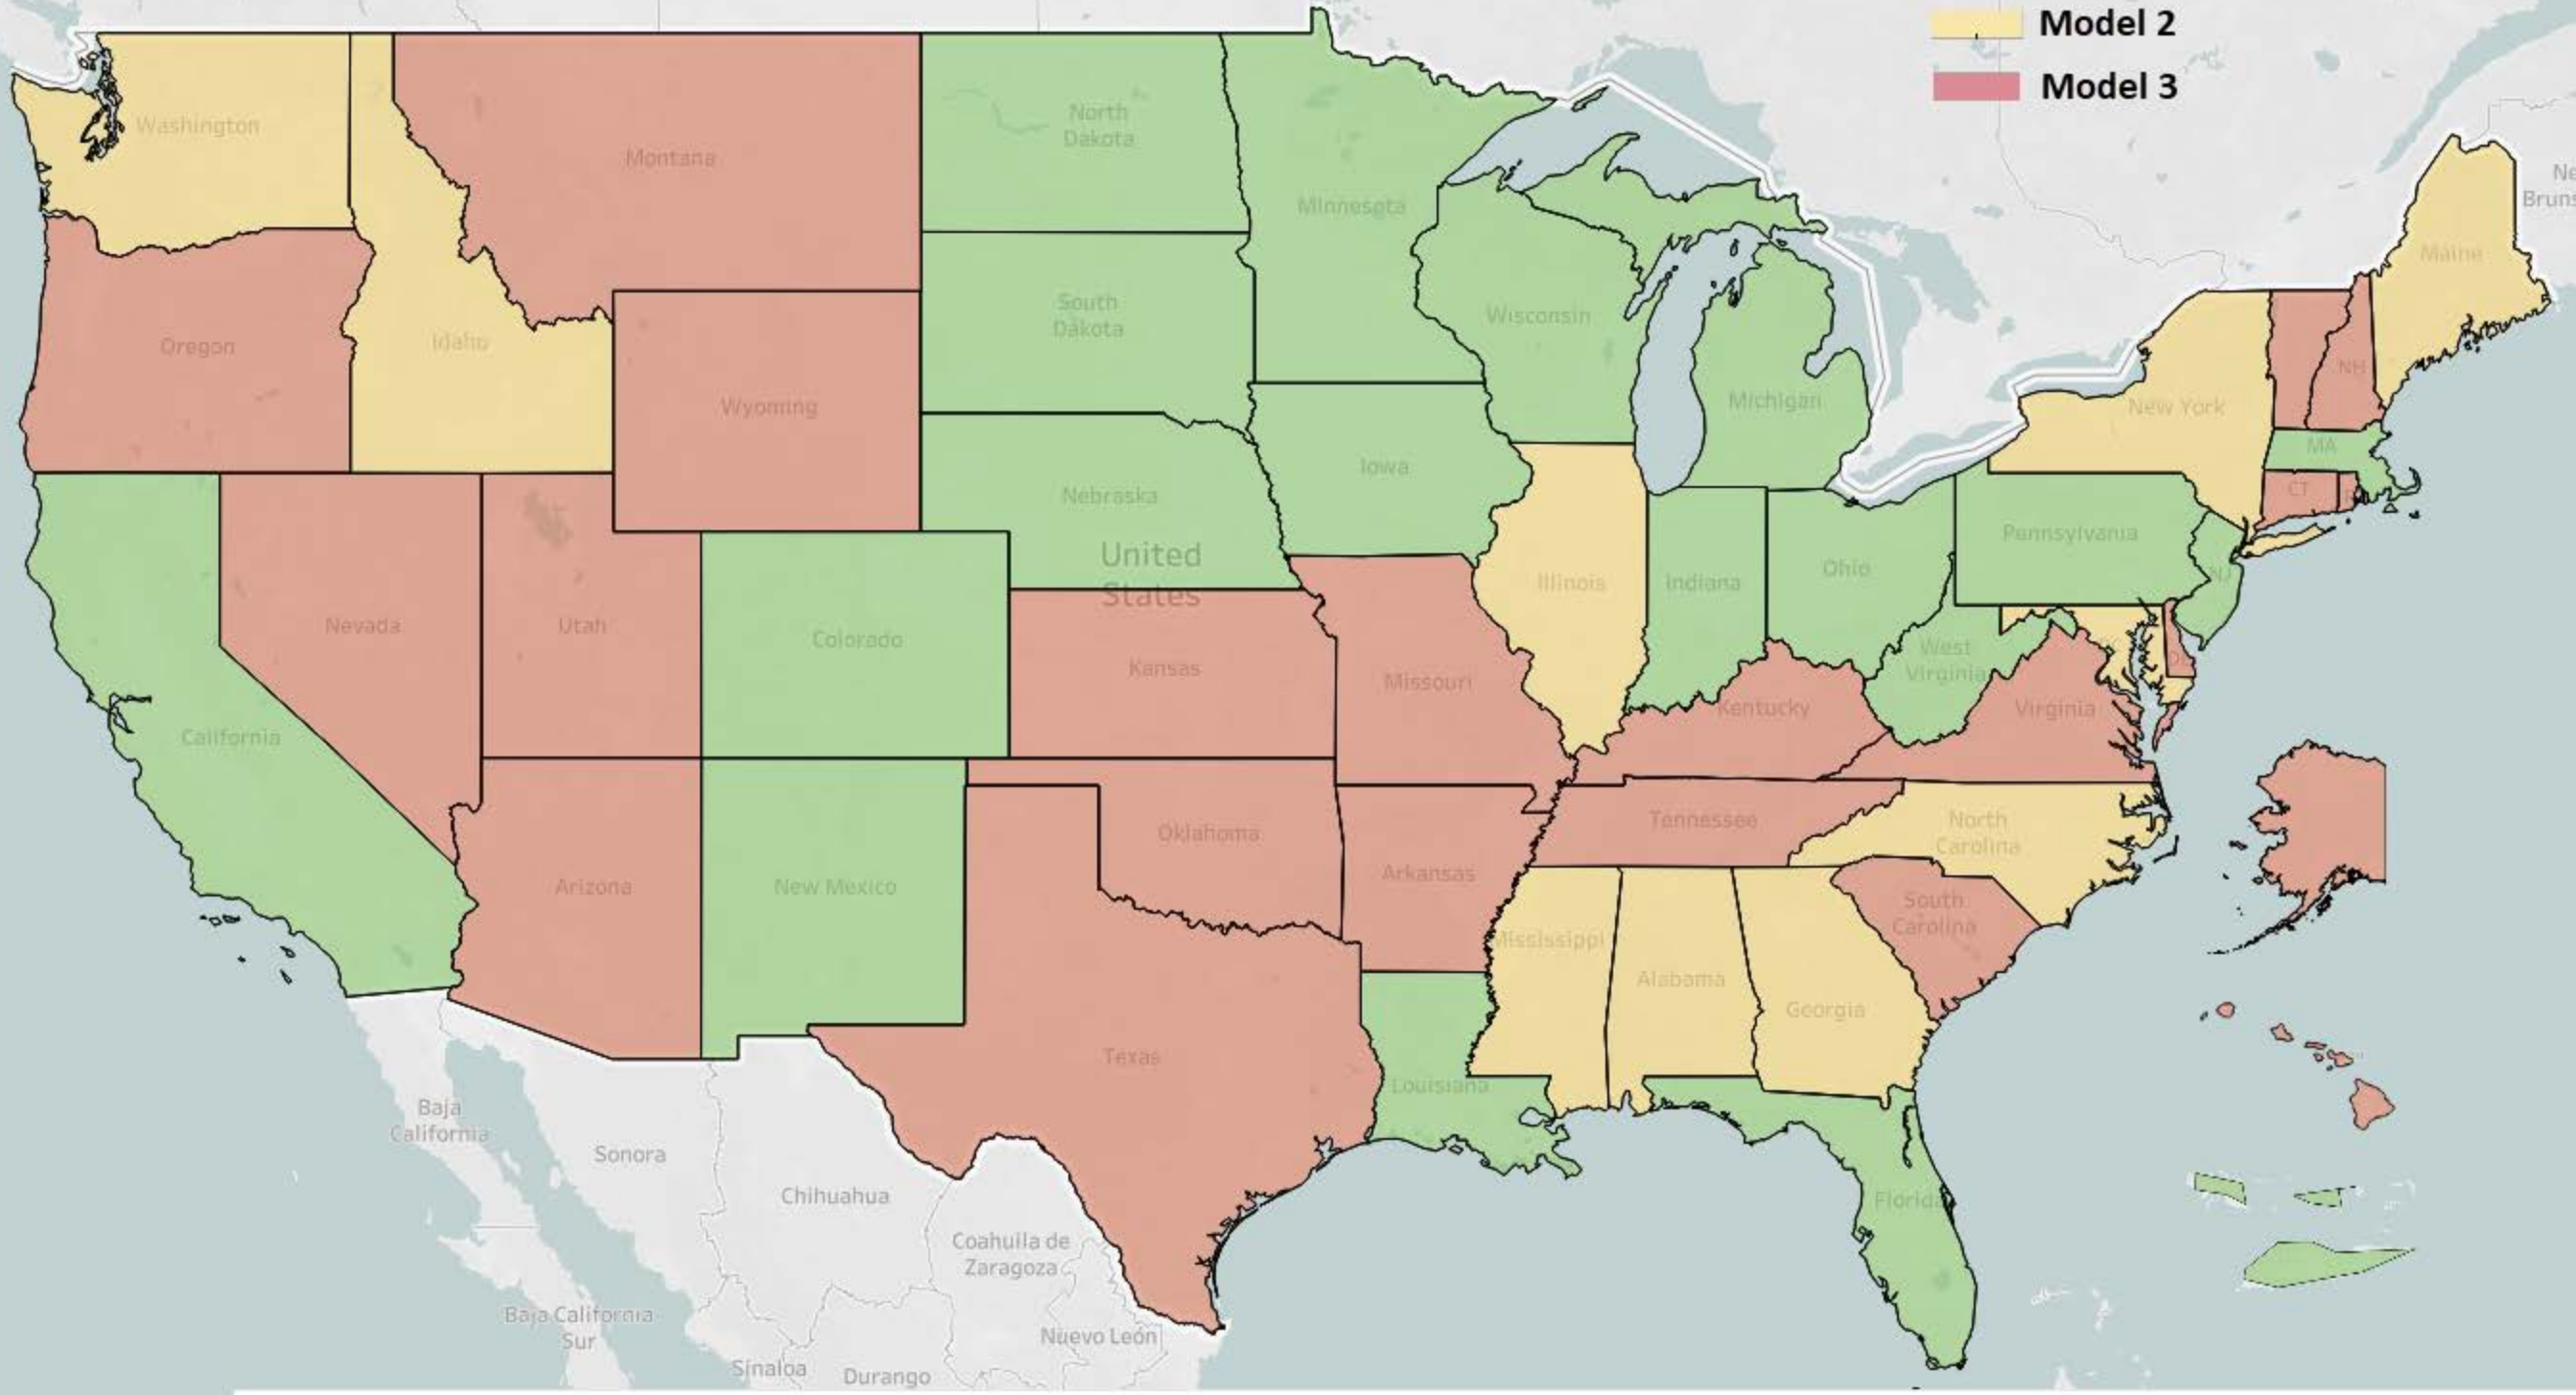 Model 2
Model 3
Ne
Bruns
Washington
North
Dakota
Montana
Minnesota
Maine
South
Dakota
Wisconsin
Oregon
Idaho
Wyoming
Michigan
New York
NH
MA
Iowa
Nebraska
CT
Pennsylvania
United
States
Illinois
Indiana
Ohio
NJ
Nevada
Utah
Colorado
Kansas
Missouri
West
Virginia
DE
California
Kentucky
Virginia
Tennessee
North
Carolina
Oklahoma
Arkansas
Arizona
New Mexico
South
Carolina
Mississippi
Alabama
Georgia
Texas
Louisiana
Baja
California
Sonora
Chihuahua
Florida
Coahuila de
Zaragoza
Baja California
Sur
Nuevo León
Sinaloa
Durango